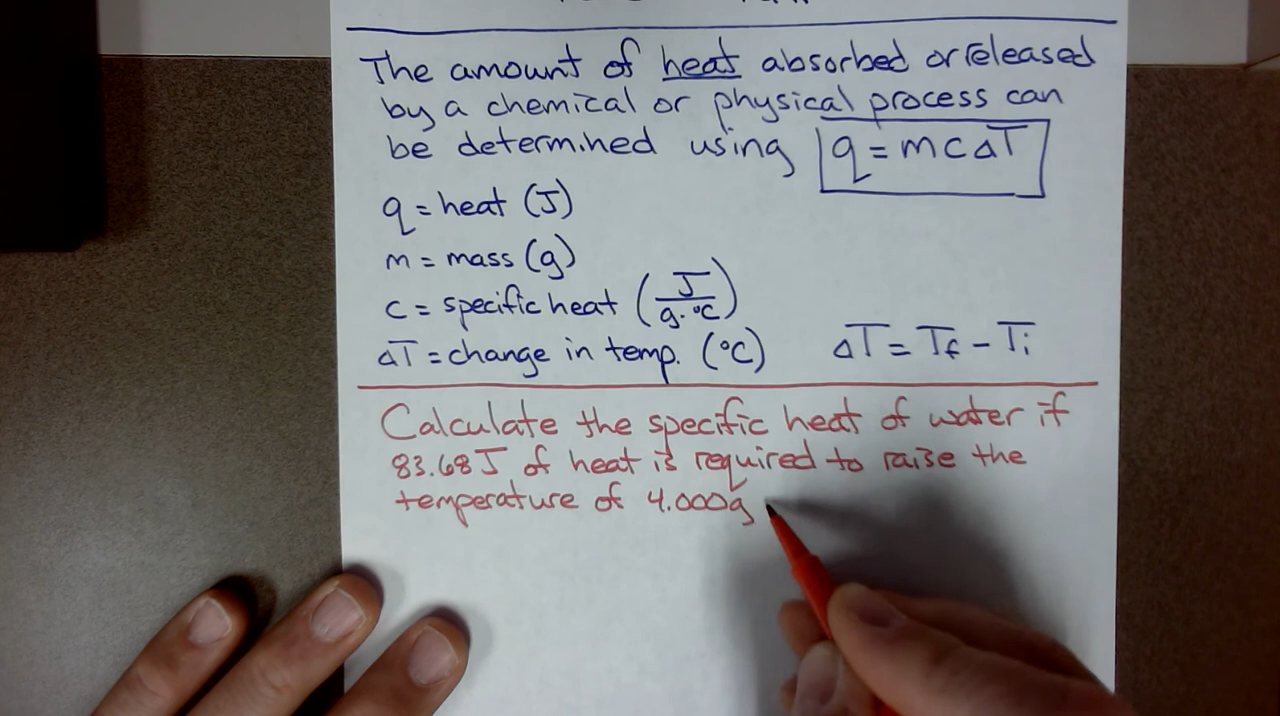 The amount of heat absorbed or released
by a chemical or physical process can
be determined using q = mcΔT
q = heat (J)
m = mass (g)
c = specific heat (J/g·°C)
ΔT = change in temp. (°C) ΔT = Tf - Ti
Calculate the specific heat of water if
83.68J of heat is required to raise the
temperature of 4.000g